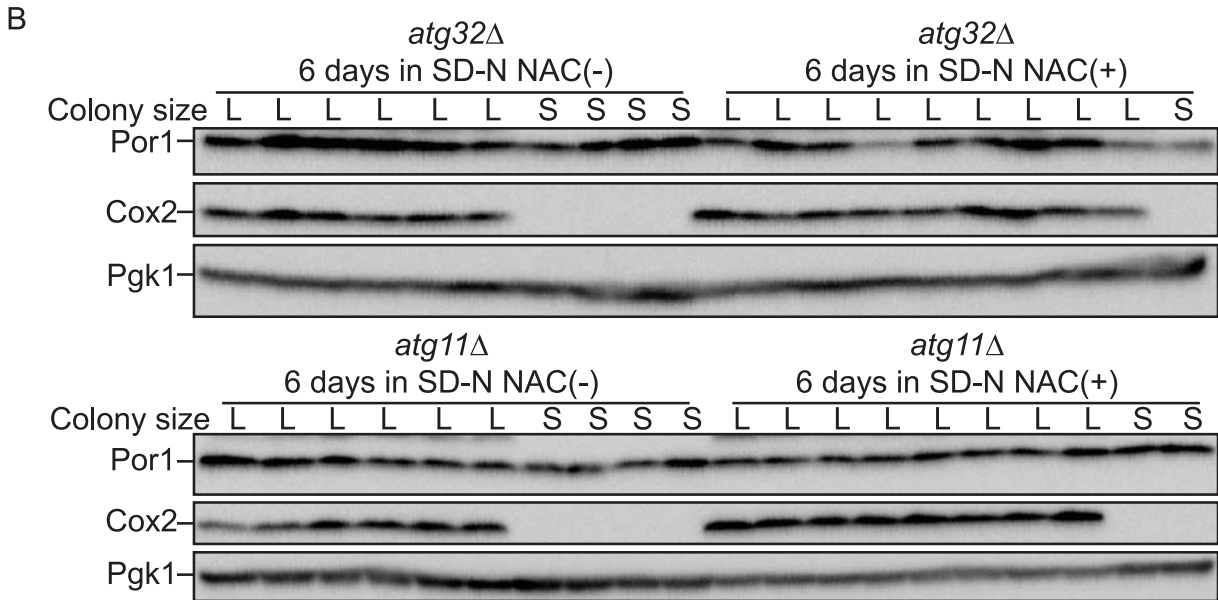 B
atg32Δ atg32Δ
6 days in SD-N NAC(-) 6 days in SD-N NAC(+)
Colony size L L L L L L S S S S L L L L L L L L L S
Por1
Cox2
Pgk1
atg11Δ atg11Δ
6 days in SD-N NAC(-) 6 days in SD-N NAC(+)
Colony size L L L L L L S S S S L L L L L L L L S S
Por1
Cox2
Pgk1